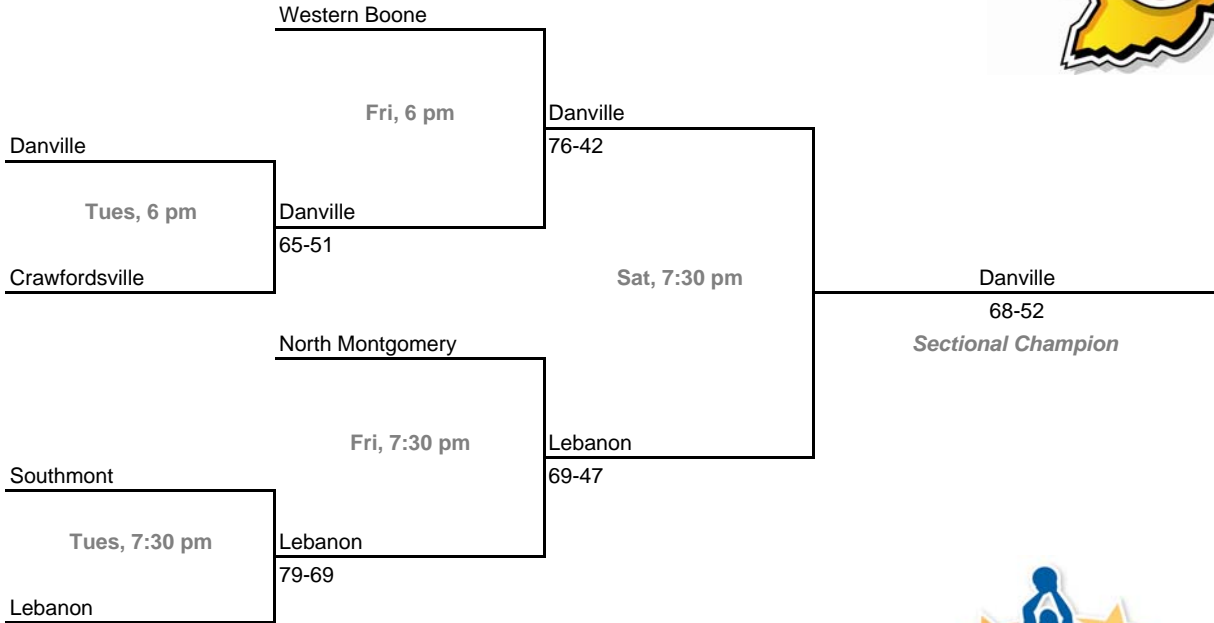 Western Boone
Fri, 6 pm
Danville
Danville
76-42
Tues, 6 pm
Danville
65-51
Crawfordsville
Sat, 7:30 pm
Danville
68-52
North Montgomery
Sectional Champion
Fri, 7:30 pm
Lebanon
Southmont
69-47
Tues, 7:30 pm
Lebanon
79-69
Lebanon